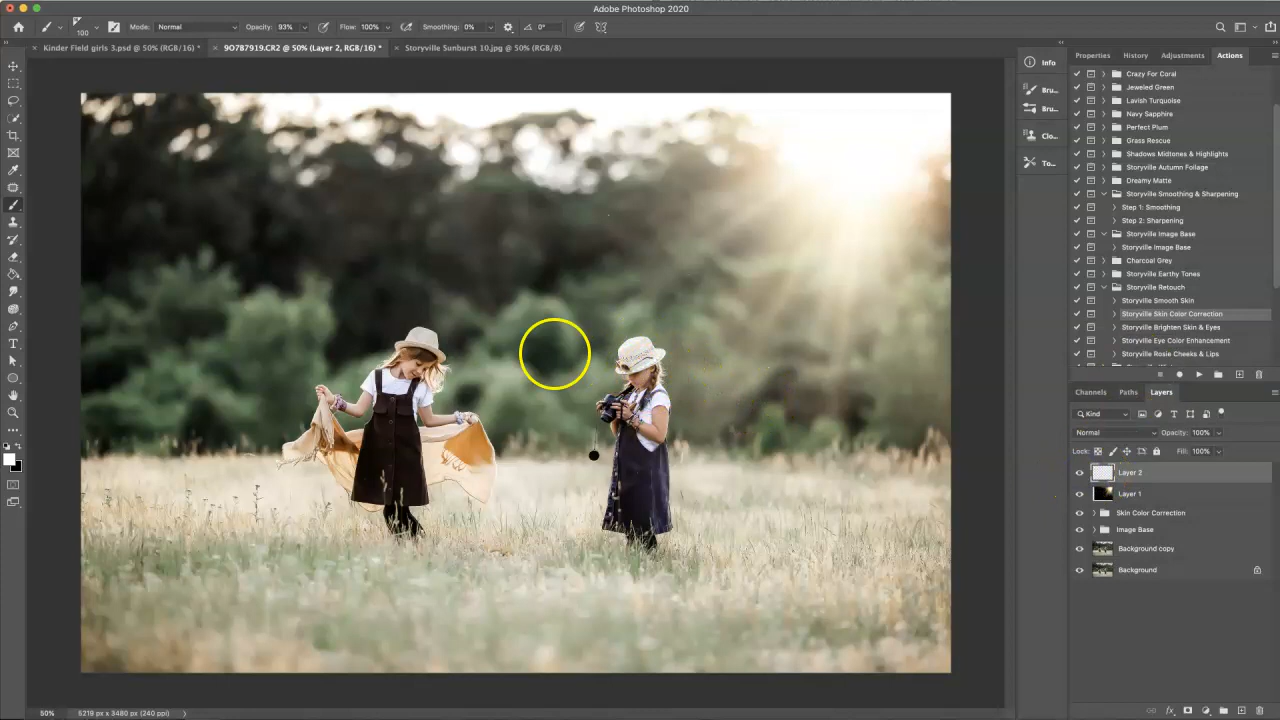 Adobe Photoshop 2020
100
Mode: Normal
Opacity: 93%
Flow: 100%
Smoothing: 0%
0°
Kinder Field girls 3.psd @ 50% (RGB/16) *
9O7B7919.CR2 @ 50% (Layer 2, RGB/16) *
Storyville Sunburst 10.jpg @ 50% (RGB/8)
Info
Bru...
Bru...
Clo...
To...
Properties
History
Adjustments
Actions
Crazy For Coral
Jeweled Green
Lavish Turquoise
Navy Sapphire
Perfect Plum
Grass Rescue
Shadows Midtones & Highlights
Storyville Autumn Foliage
Dreamy Matte
Storyville Smoothing & Sharpening
Step 1: Smoothing
Step 2: Sharpening
Storyville Image Base
Storyville Image Base
Charcoal Grey
Storyville Earthy Tones
Storyville Retouch
Storyville Smooth Skin
Storyville Skin Color Correction
Storyville Brighten Skin & Eyes
Storyville Eye Color Enhancement
Storyville Rosie Cheeks & Lips
Channels
Paths
Layers
Kind
Normal
Opacity: 100%
Lock:
Fill: 100%
Layer 2
Layer 1
Skin Color Correction
Image Base
Background copy
Background
50%
5219 px x 3480 px (240 ppi)